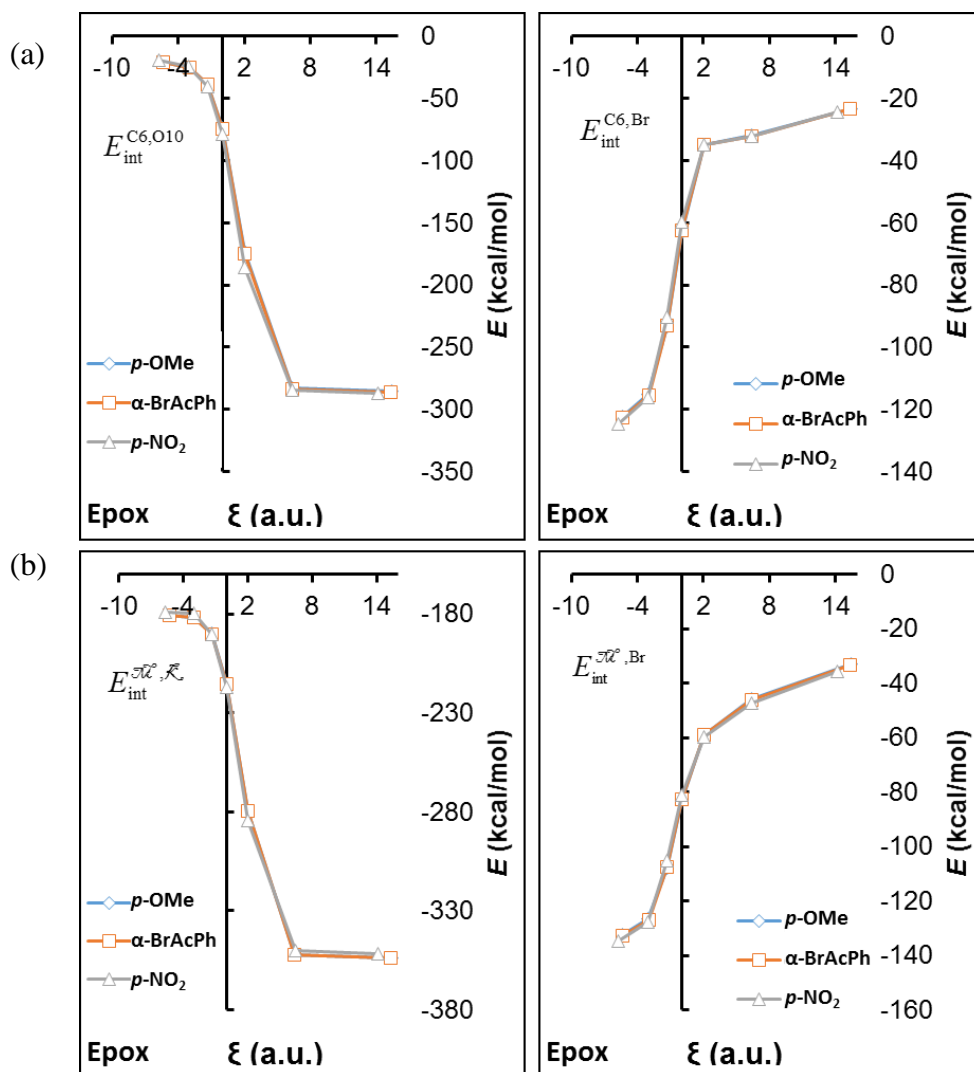 (a)
-10 -4 2 8 14
0
-50
-100
-150
-200
-250
-300
-350
E (kcal/mol)
E_int^C6,O10
p-OMe
α-BrAcPh
p-NO₂
Epox ξ (a.u.)
-10 -4 2 8 14
0
-20
-40
-60
-80
-100
-120
-140
E (kcal/mol)
E_int^C6,Br
p-OMe
α-BrAcPh
p-NO₂
Epox ξ (a.u.)
(b)
-10 -4 2 8 14
-180
-230
-280
-330
-380
E (kcal/mol)
E_int
p-OMe
α-BrAcPh
p-NO₂
Epox ξ (a.u.)
-10 -4 2 8 14
0
-20
-40
-60
-80
-100
-120
-140
-160
E (kcal/mol)
E_int ,Br
p-OMe
α-BrAcPh
p-NO₂
Epox ξ (a.u.)